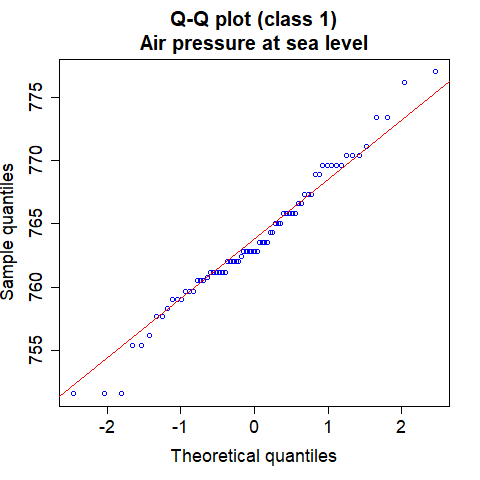 Q-Q plot (class 1)
Air pressure at sea level
Sample quantiles
775
770
765
760
755
-2
-1
0
1
2
Theoretical quantiles